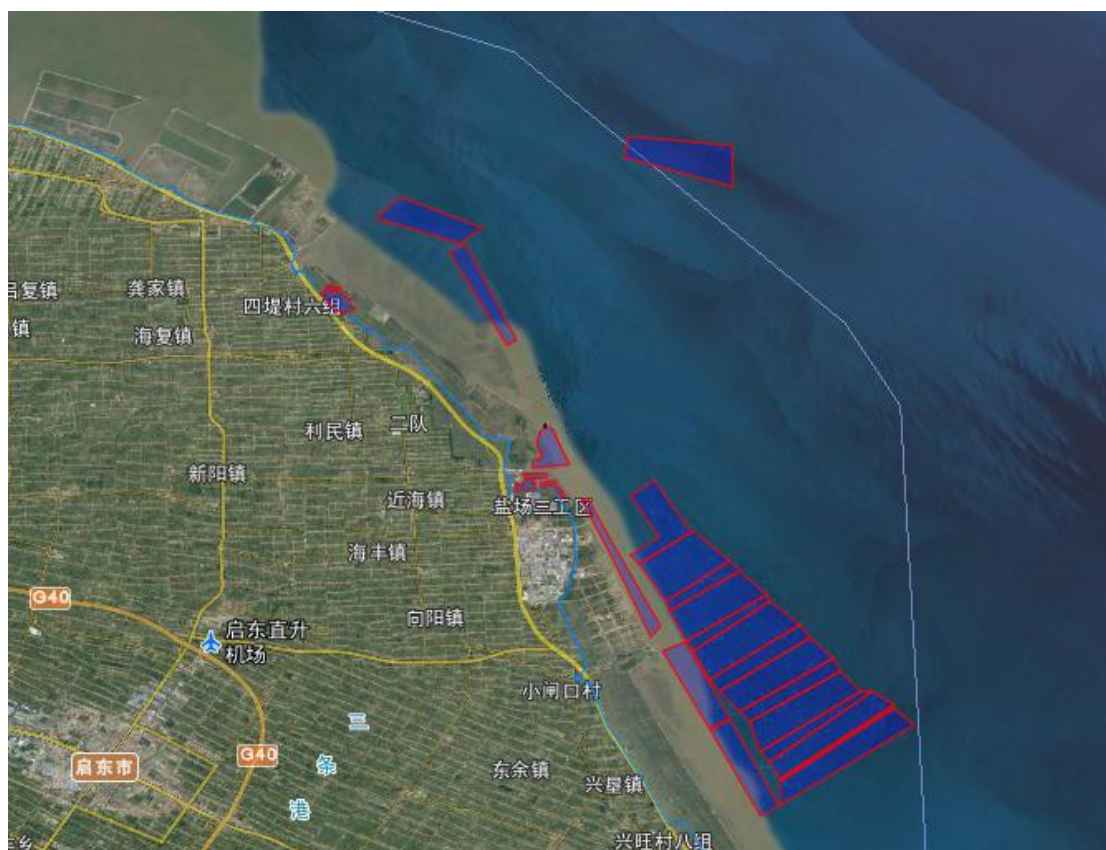 吕复镇
龚家镇
四堤村六组
镇
海复镇
利民镇
二队
新阳镇
近海镇
盐场三工区
海丰镇
G40
向阳镇
启东直升
机场
小闸口村
三
条
港
G40
启东市
东余镇
兴垦镇
兴旺村八组